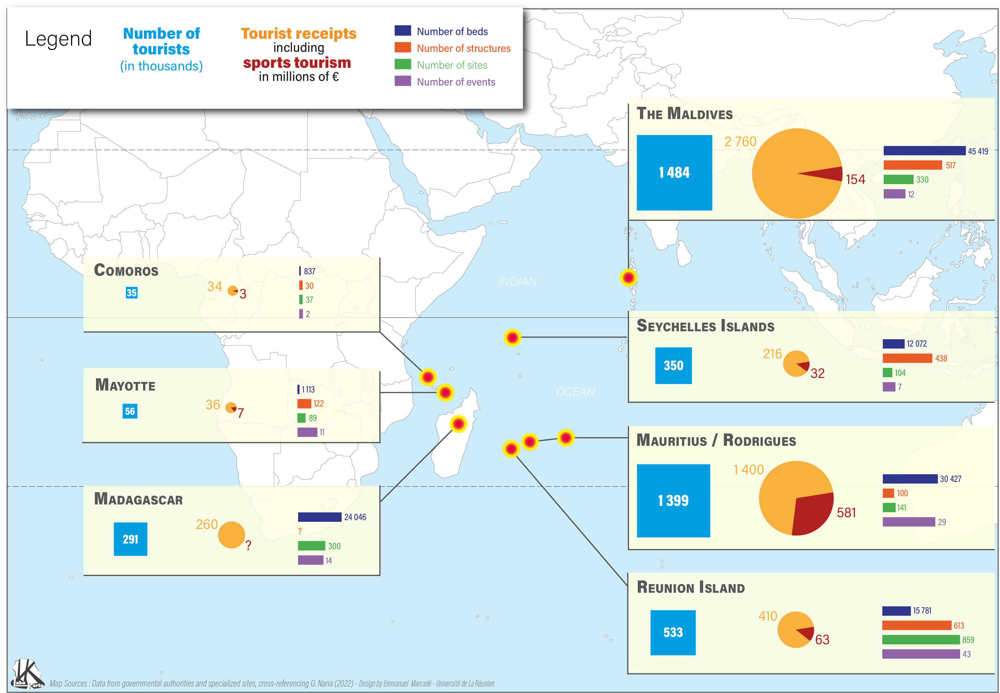 Legend
Number of
tourists
(in thousands)
Tourist receipts
including
sports tourism
in millions of €
Number of beds
Number of structures
Number of sites
Number of events
THE MALDIVES
1 484
2 760
154
45 419
517
330
12
COMOROS
35
34
3
837
30
37
2
INDIAN
OCEAN
SEYCHELLES ISLANDS
350
216
32
12 072
438
104
7
MAYOTTE
56
36
7
1 113
122
89
11
MAURITIUS / RODRIGUES
1 399
1 400
581
30 427
100
141
29
MADAGASCAR
291
260
?
24 046
?
300
14
REUNION ISLAND
533
410
63
15 781
613
859
43
Labo Karto
Map Sources : Data from governmental authorities and specialized sites, cross-referencing O. Naria (2022) - Design by Emmanuel Marcadé - Université de La Réunion